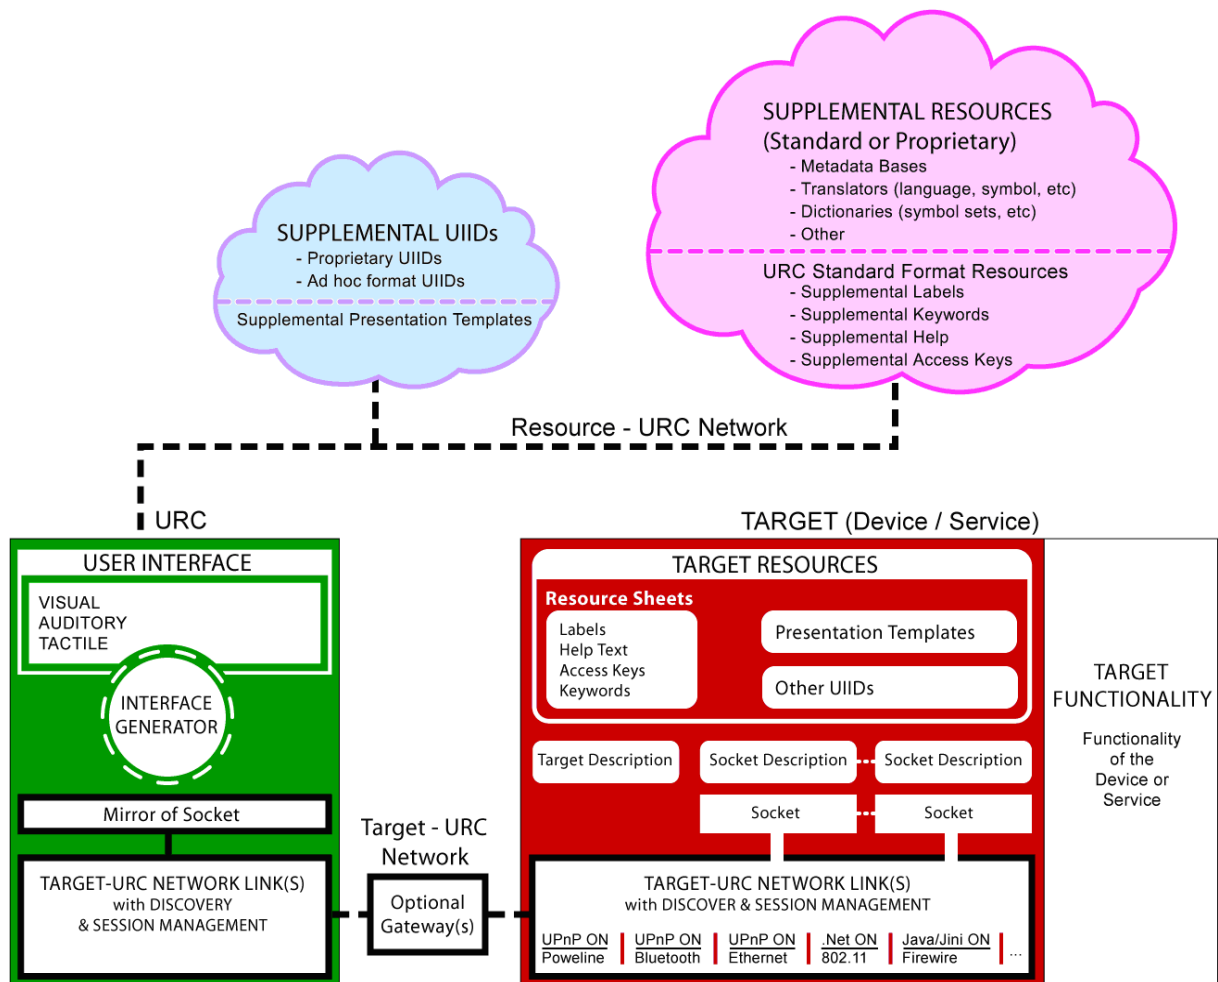 SUPPLEMENTAL RESOURCES
(Standard or Proprietary)
- Metadata Bases
- Translators (language, symbol, etc)
- Dictionaries (symbol sets, etc)
- Other
URC Standard Format Resources
- Supplemental Labels
- Supplemental Keywords
- Supplemental Help
- Supplemental Access Keys
SUPPLEMENTAL UIIDs
- Proprietary UIIDs
- Ad hoc format UIIDs
Supplemental Presentation Templates
Resource - URC Network
URC
USER INTERFACE
VISUAL
AUDITORY
TACTILE
INTERFACE
GENERATOR
Mirror of Socket
TARGET-URC NETWORK LINK(S)
with DISCOVERY
& SESSION MANAGEMENT
Target - URC
Network
Optional
Gateway(s)
TARGET (Device / Service)
TARGET RESOURCES
Resource Sheets
Labels
Help Text
Access Keys
Keywords
Presentation Templates
Other UIIDs
Target Description
Socket Description
Socket Description
Socket
Socket
TARGET-URC NETWORK LINK(S)
with DISCOVER & SESSION MANAGEMENT
UPnP ON
Poweline
UPnP ON
Bluetooth
UPnP ON
Ethernet
.Net ON
802.11
Java/Jini ON
Firewire
...
TARGET
FUNCTIONALITY
Functionality
of the
Device or
Service